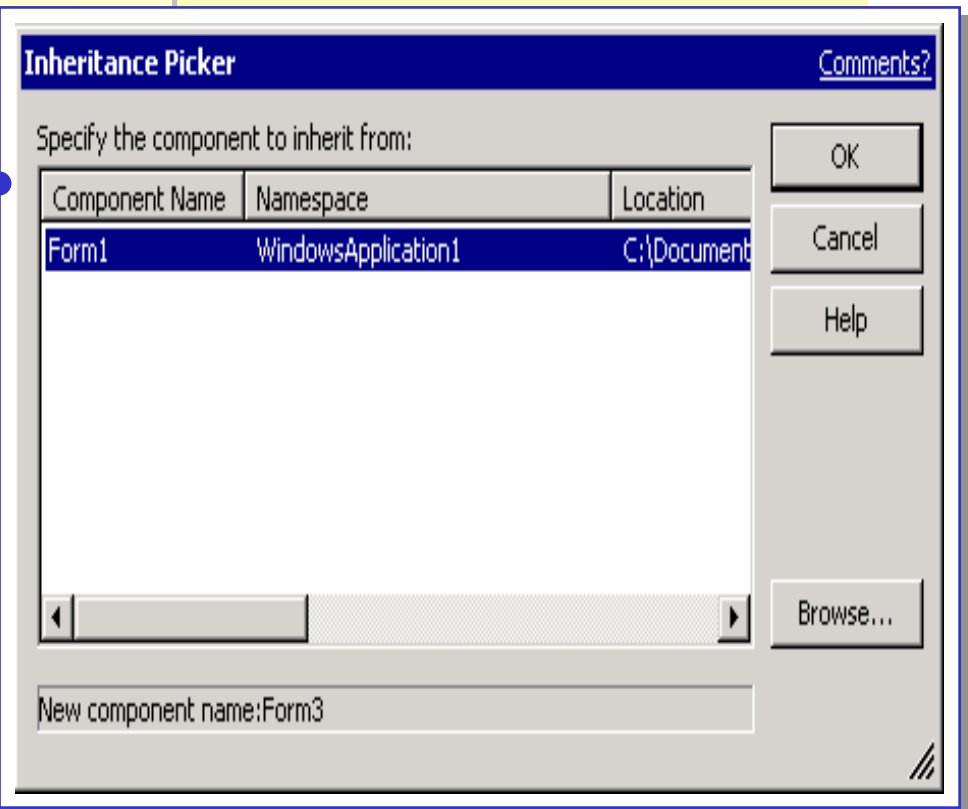 Inheritance Picker Comments?
Specify the component to inherit from:
OK
Component Name Namespace Location
Form1 WindowsApplication1 C:\Document
Cancel
Help
Browse...
New component name:Form3